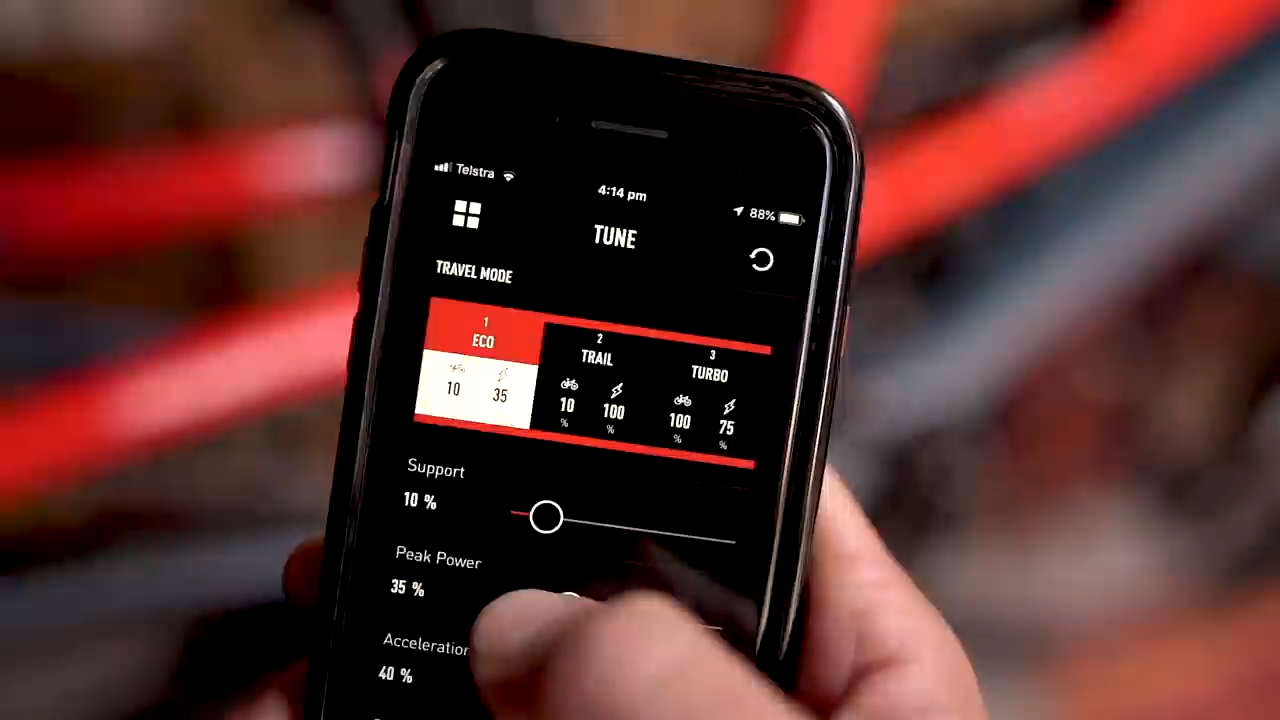 Telstra
4:14 pm
88%
TUNE
TRAVEL MODE
1 2 3
ECO TRAIL TURBO
10 35 10 100 100 75
% % % %
Support
10 %
Peak Power
35 %
Acceleration
40 %